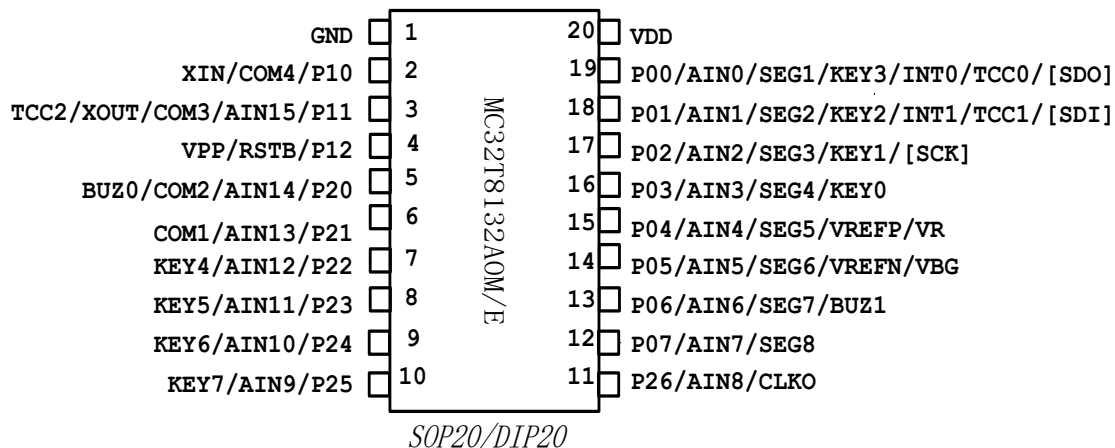 GND 1 20 VDD
XIN/COM4/P10 2 19 P00/AIN0/SEG1/KEY3/INT0/TCC0/[SDO]
TCC2/XOUT/COM3/AIN15/P11 3 18 P01/AIN1/SEG2/KEY2/INT1/TCC1/[SDI]
VPP/RSTB/P12 4 17 P02/AIN2/SEG3/KEY1/[SCK]
BUZ0/COM2/AIN14/P20 5 16 P03/AIN3/SEG4/KEY0
COM1/AIN13/P21 6 15 P04/AIN4/SEG5/VREFP/VR
KEY4/AIN12/P22 7 14 P05/AIN5/SEG6/VREFN/VBG
KEY5/AIN11/P23 8 13 P06/AIN6/SEG7/BUZ1
KEY6/AIN10/P24 9 12 P07/AIN7/SEG8
KEY7/AIN9/P25 10 11 P26/AIN8/CLKO
MC32T8132A0M/E
SOP20/DIP20